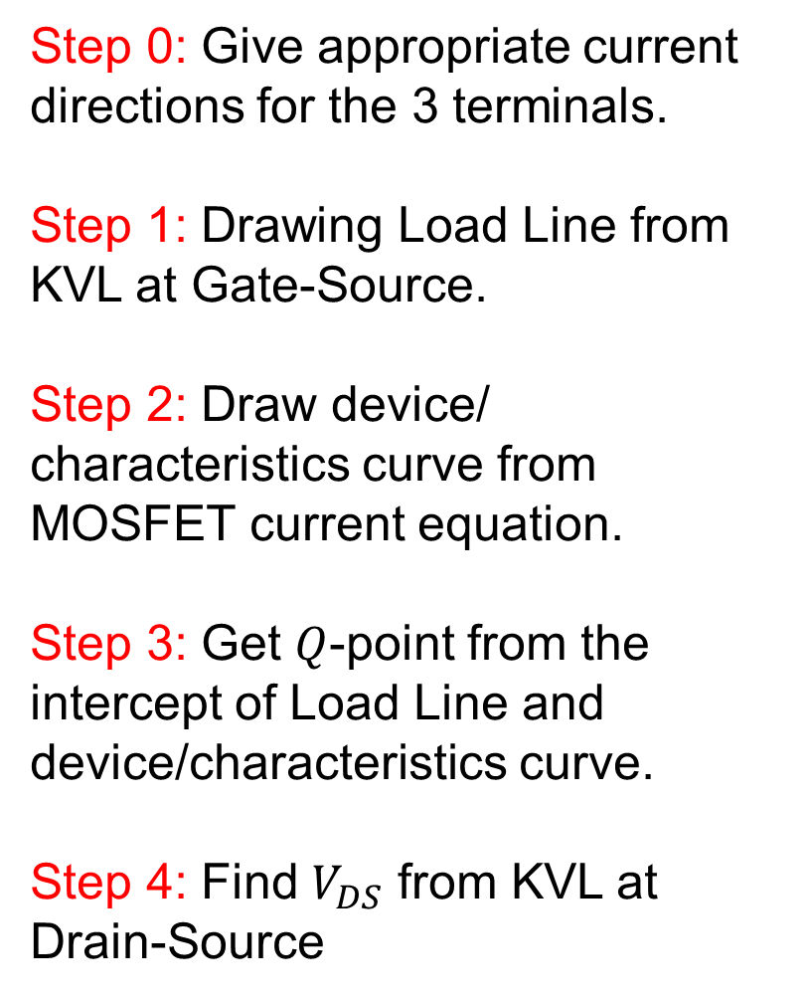 Step 0: Give appropriate current
directions for the 3 terminals.
Step 1: Drawing Load Line from
KVL at Gate-Source.
Step 2: Draw device/
characteristics curve from
MOSFET current equation.
Step 3: Get Q-point from the
intercept of Load Line and
device/characteristics curve.
Step 4: Find V_DS from KVL at
Drain-Source